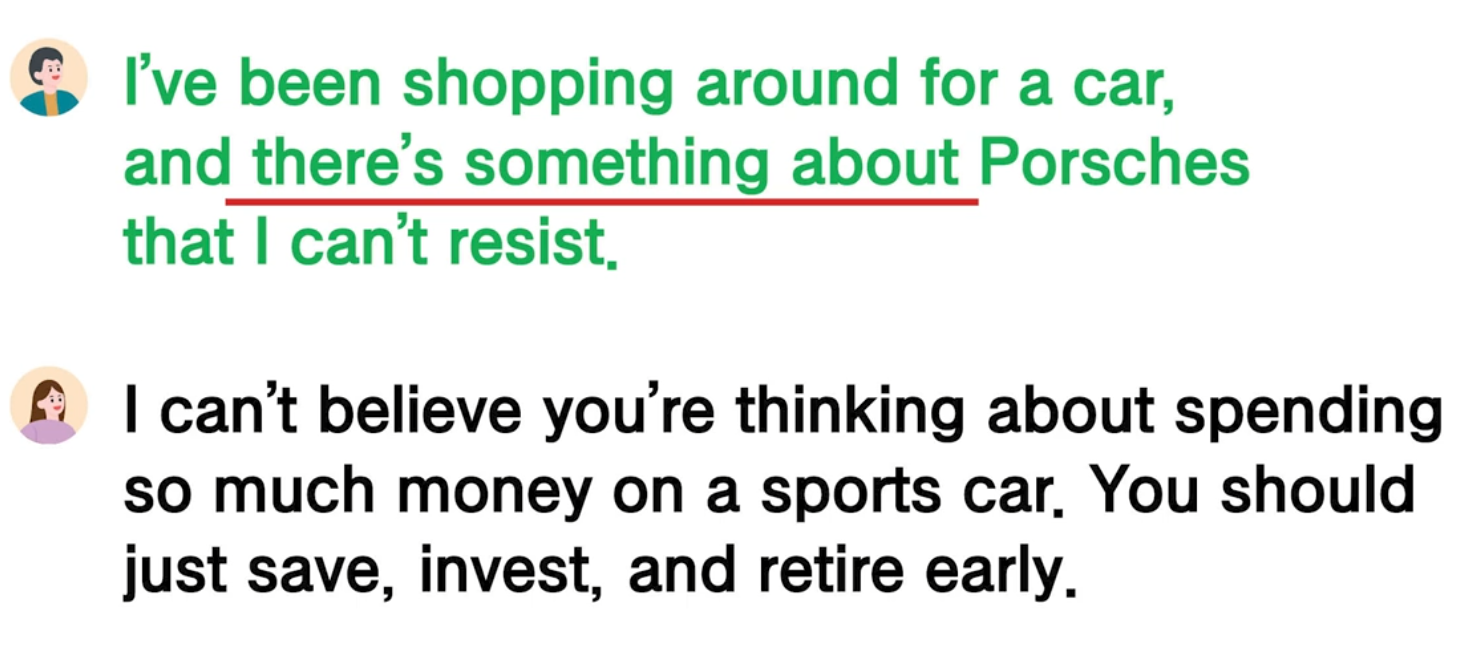 I've been shopping around for a car,
and there's something about Porsches
that I can't resist.
I can't believe you're thinking about spending
so much money on a sports car. You should
just save, invest, and retire early.